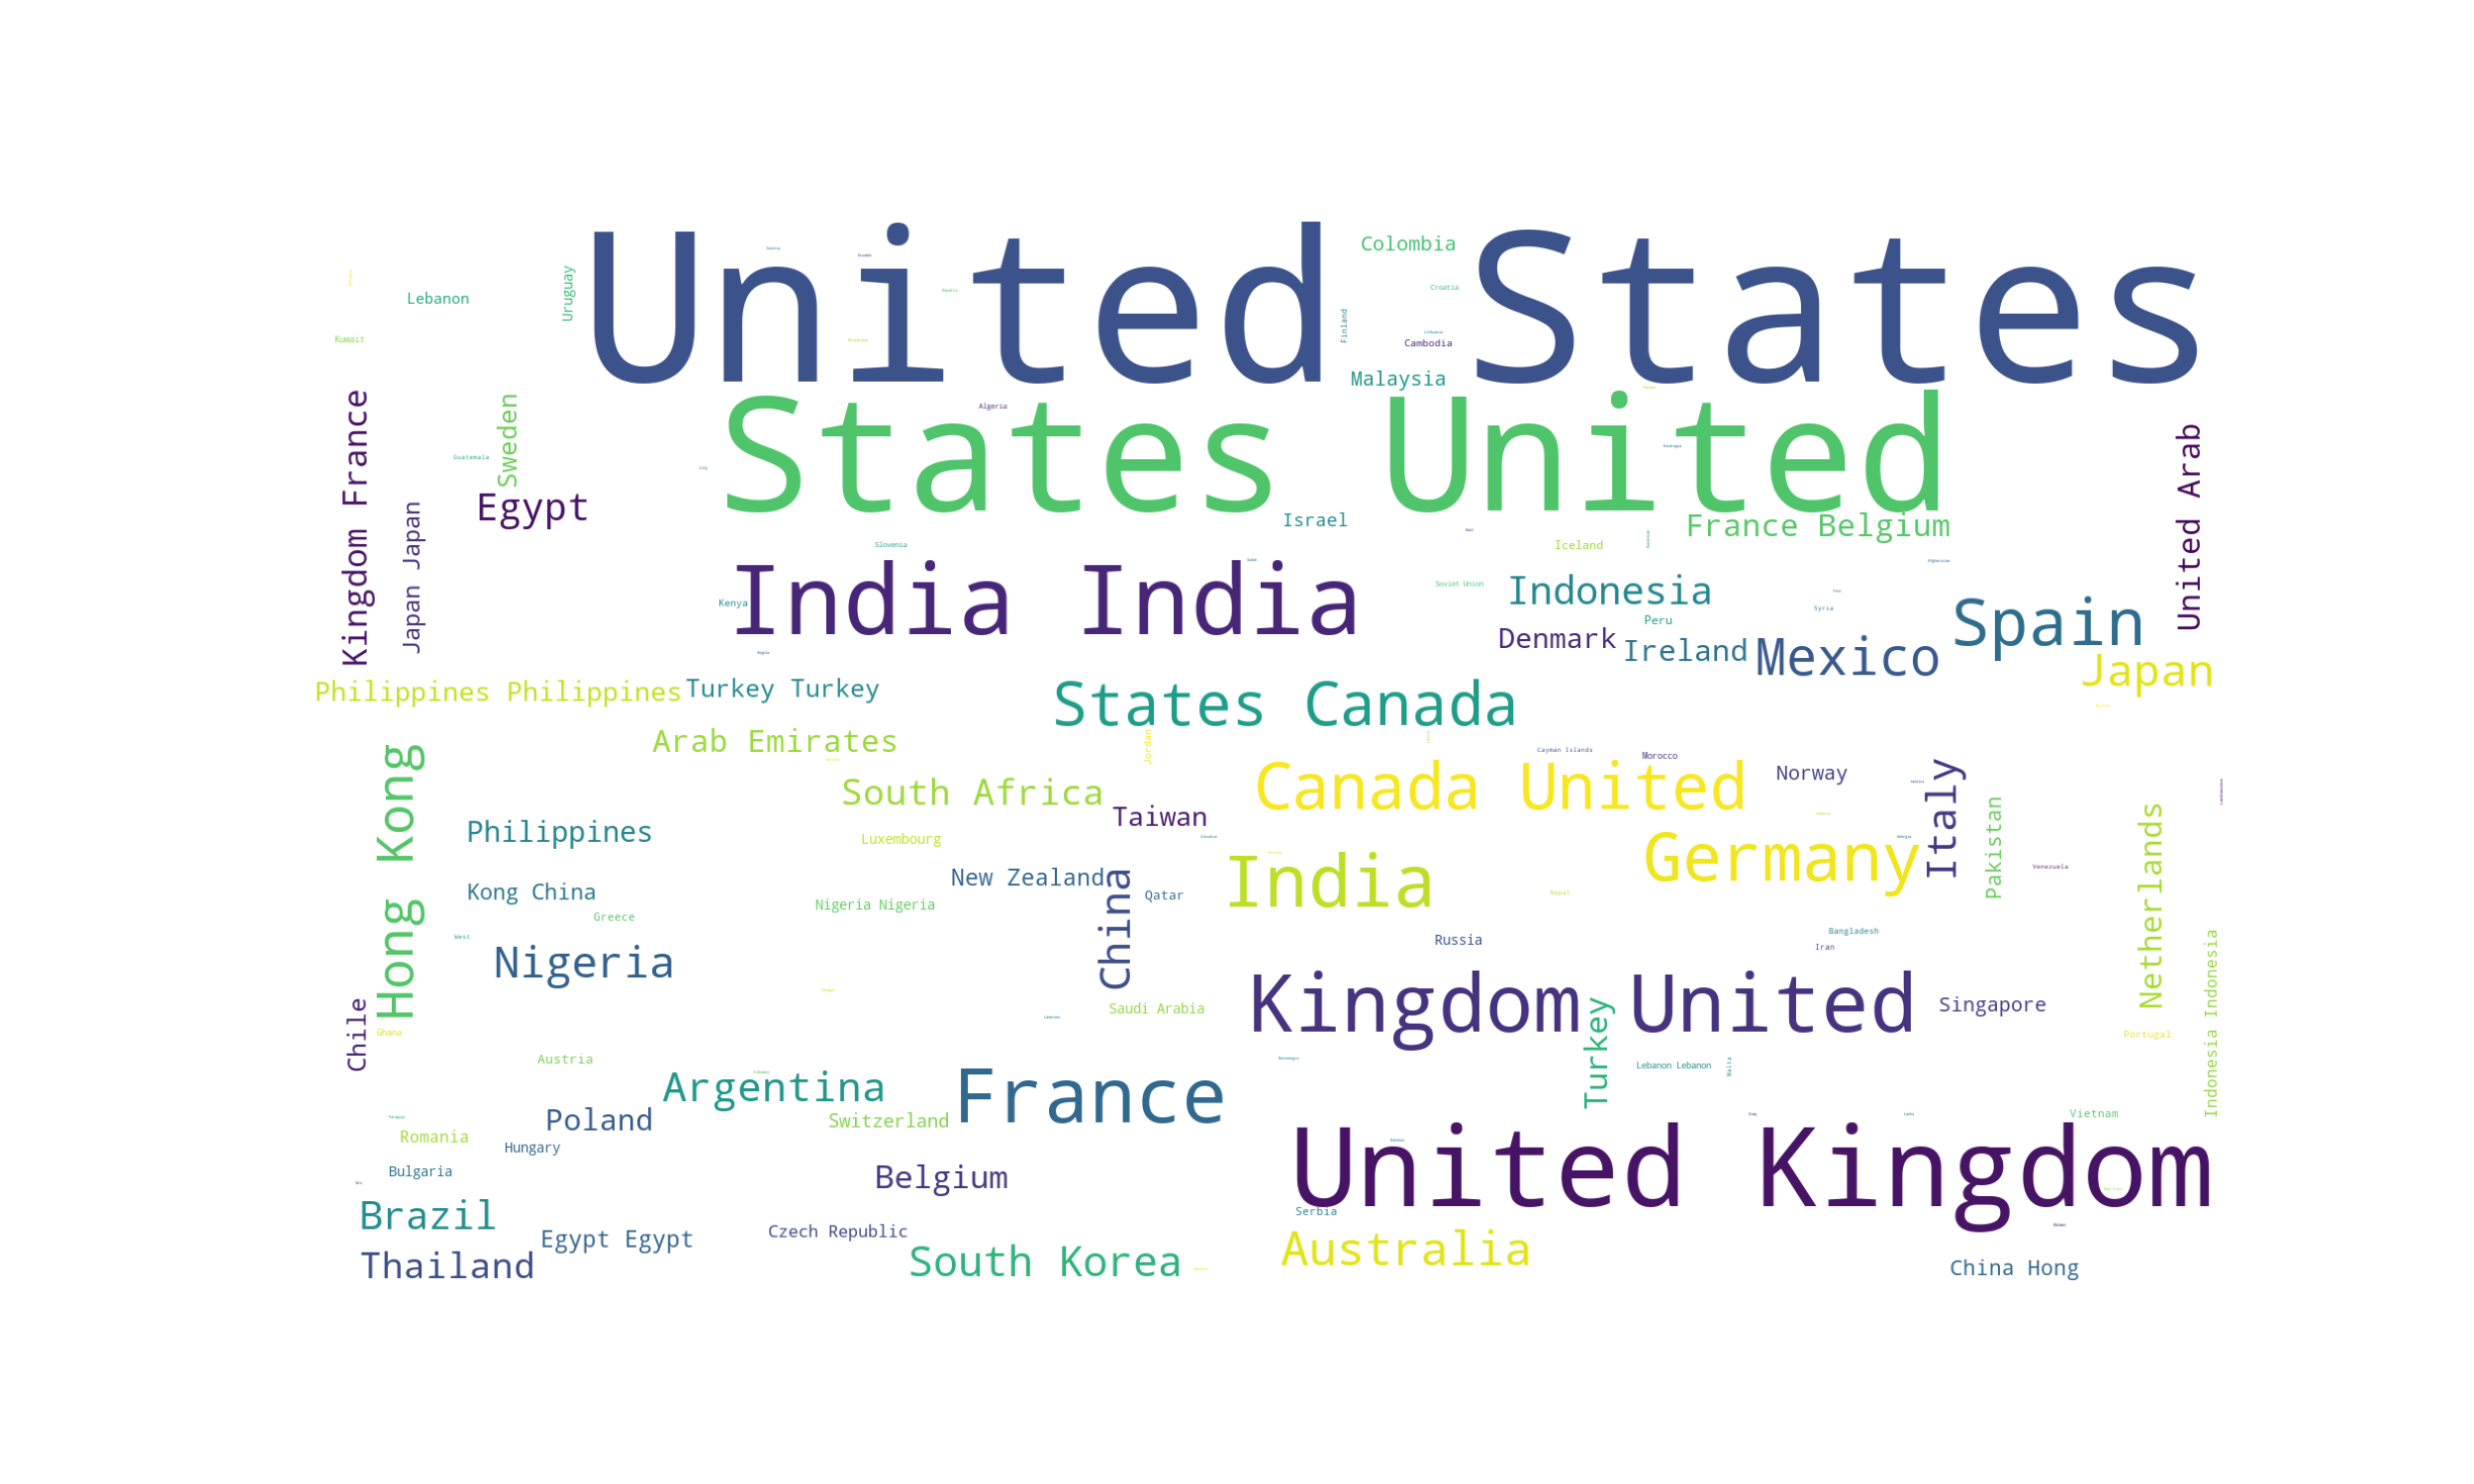 United States
Colombia
Uruguay
Lebanon
Croatia
Finland
Kuwait
Cambodia
Malaysia
States United
Algeria
Kingdom France
Sweden
United Arab
Guatemala
Egypt
Japan Japan
Israel
France Belgium
Slovenia
Iceland
India India
Soviet Union
Indonesia
Kenya
Syria
Spain
Peru
Denmark
Ireland
Mexico
Japan
Philippines Philippines
Turkey Turkey
States Canada
Arab Emirates
Jordan
Cayman Islands
Morocco
Hong Kong
South Africa
Canada United
Norway
Italy
Taiwan
Pakistan
Netherlands
Philippines
Luxembourg
Germany
Venezuela
New Zealand
China
India
Kong China
Qatar
Nepal
Nigeria Nigeria
Greece
West
Russia
Bangladesh
Iran
Nigeria
Indonesia Indonesia
Kingdom United
Singapore
Saudi Arabia
Chile
Ghana
Turkey
Portugal
Austria
Lebanon Lebanon
Malta
Argentina
France
Poland
Switzerland
Vietnam
Romania
Hungary
United Kingdom
Bulgaria
Belgium
Brazil
Serbia
Egypt Egypt
Czech Republic
Australia
Thailand
South Korea
China Hong